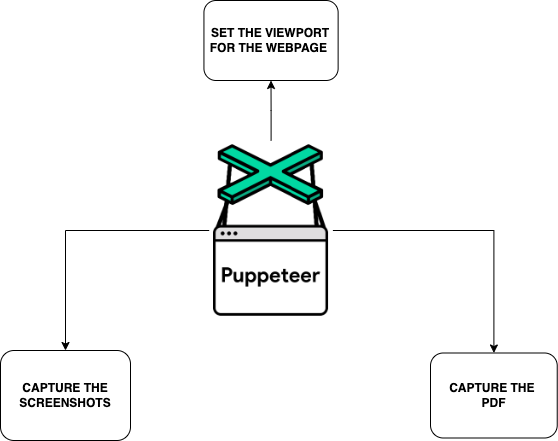 SET THE VIEWPORT
FOR THE WEBPAGE
Puppeteer
CAPTURE THE
SCREENSHOTS
CAPTURE THE
PDF